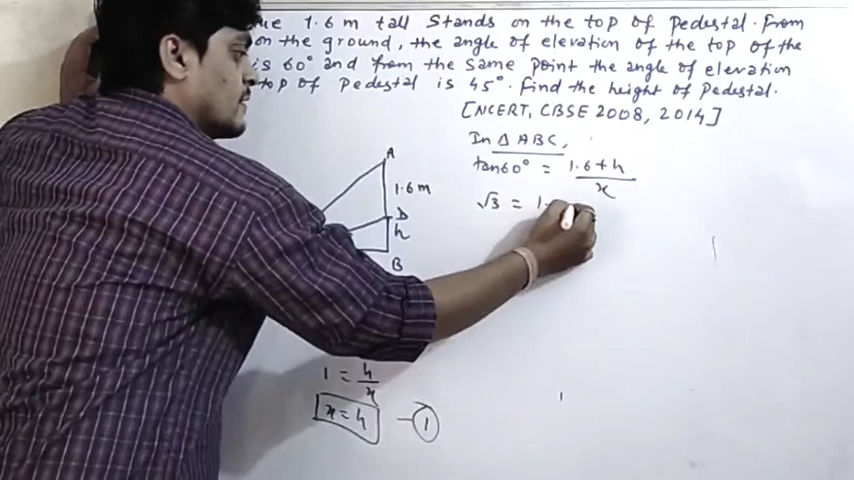 ue 1.6 m tall Stands on the top of Pedestal. From
on the ground, the angle of elevation of the top of the
is 60° and from the same point the angle of elevation
top of Pedestal is 45°. Find the height of Pedestal.
[NCERT, CBSE 2008, 2014]
In △ ABC,
tan60° = 1.6+h / x
√3 = 1.
A
1.6 m
D
h
B
1 = h/x
x = h — 1